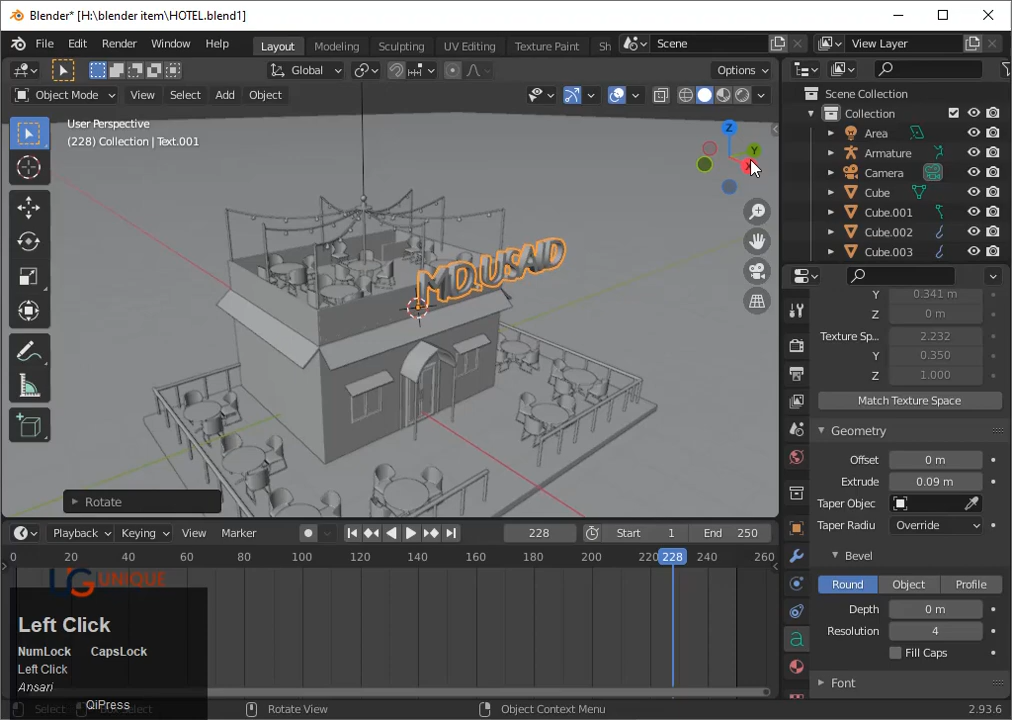 Blender* [H:\blender item\HOTEL.blend1]
File Edit Render Window Help Layout Modeling Sculpting UV Editing Texture Paint Sh Scene View Layer
Global Options
Object Mode View Select Add Object
User Perspective
(228) Collection | Text.001
Z
Y
X
MD.USAID
Rotate
Scene Collection
Collection
Area
Armature
Camera
Cube
Cube.001
Cube.002
Cube.003
Y 0.341 m
Z 0 m
Texture Sp... 2.232
Y 0.350
Z 1.000
Match Texture Space
Geometry
Offset 0 m
Extrude 0.09 m
Taper Objec
Taper Radiu Override
Bevel
Round Object Profile
Depth 0 m
Resolution 4
Fill Caps
Font
Playback Keying View Marker 228 Start 1 End 250
0 20 40 60 80 100 120 140 160 180 200 220 228 240 260
UNIQUE
Left Click
NumLock CapsLock
Left Click
Ansari
QiPress
Select Box Select Rotate View Object Context Menu 2.93.6